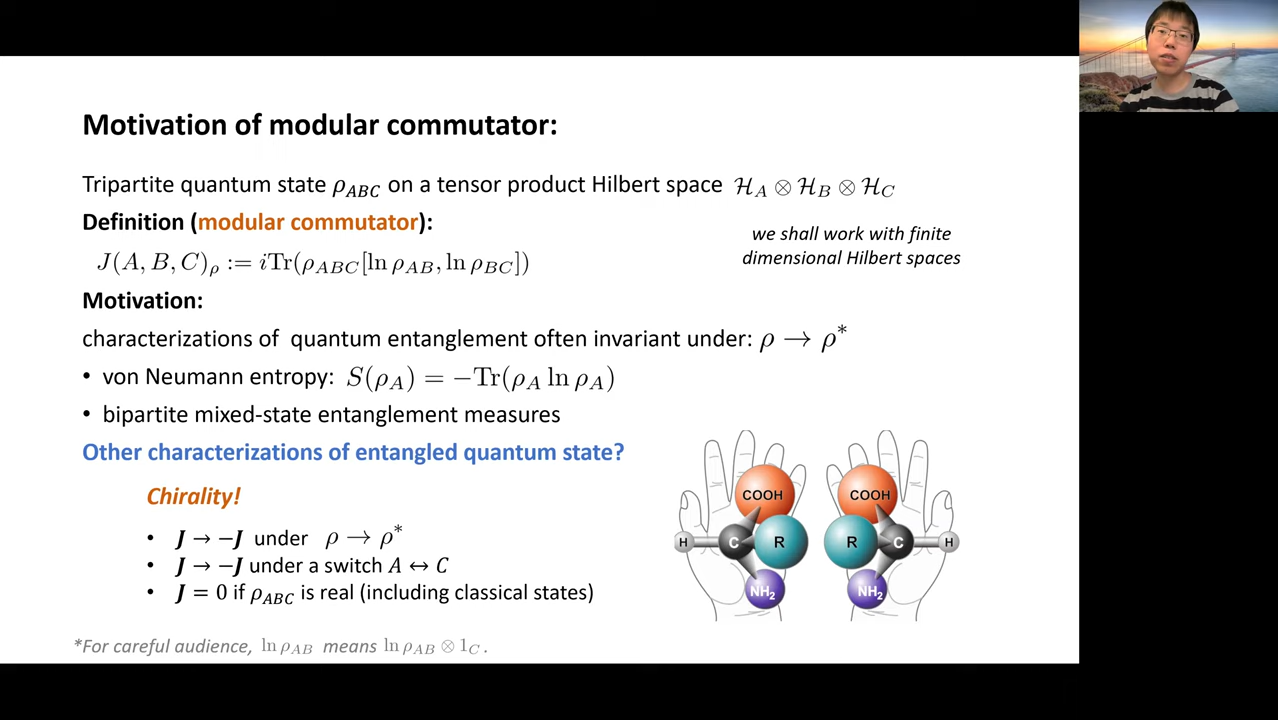 Motivation of modular commutator:
Tripartite quantum state ρ_ABC on a tensor product Hilbert space ℋ_A ⊗ ℋ_B ⊗ ℋ_C
Definition (modular commutator):
we shall work with finite
dimensional Hilbert spaces
J(A, B, C)_ρ := iTr(ρ_ABC[ln ρ_AB, ln ρ_BC])
Motivation:
characterizations of quantum entanglement often invariant under: ρ → ρ*
• von Neumann entropy: S(ρ_A) = −Tr(ρ_A ln ρ_A)
• bipartite mixed-state entanglement measures
Other characterizations of entangled quantum state?
Chirality!
• J → −J under ρ → ρ*
• J → −J under a switch A ↔ C
• J = 0 if ρ_ABC is real (including classical states)
COOH
H C R
NH₂
COOH
R C H
NH₂
*For careful audience, ln ρ_AB means ln ρ_AB ⊗ 1_C .